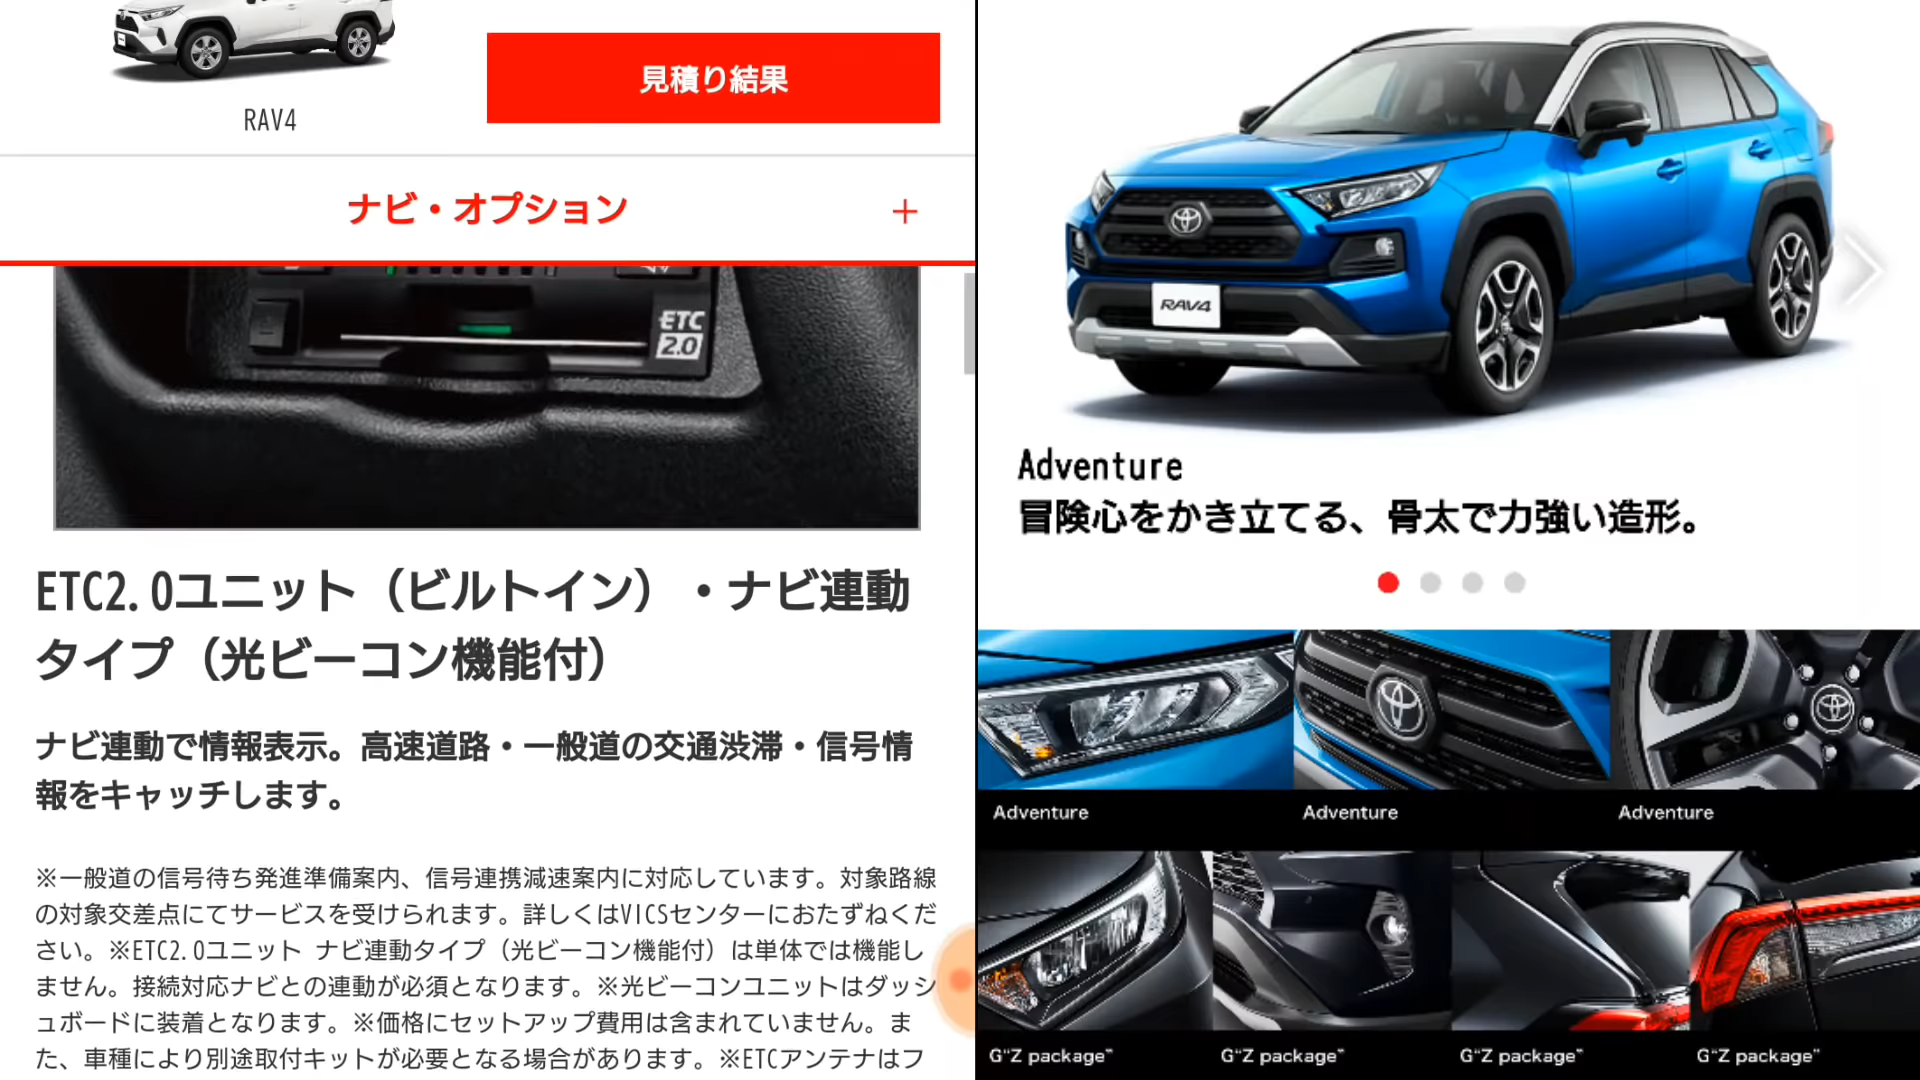 RAV4
見積り結果
ナビ・オプション
+
ETC
2.0
ETC2.0ユニット（ビルトイン）・ナビ連動
タイプ（光ビーコン機能付）
ナビ連動で情報表示。高速道路・一般道の交通渋滞・信号情
報をキャッチします。
※一般道の信号待ち発進準備案内、信号連携減速案内に対応しています。対象路線
の対象交差点にてサービスを受けられます。詳しくはVICSセンターにおたずねくだ
さい。※ETC2.0ユニット ナビ連動タイプ（光ビーコン機能付）は単体では機能し
ません。接続対応ナビとの連動が必須となります。※光ビーコンユニットはダッシ
ュボードに装着となります。※価格にセットアップ費用は含まれていません。ま
た、車種により別途取付キットが必要となる場合があります。※ETCアンテナはフ
RAV4
Adventure
冒険心をかき立てる、骨太で力強い造形。
Adventure
Adventure
Adventure
G“Z package”
G“Z package”
G“Z package”
G“Z package”